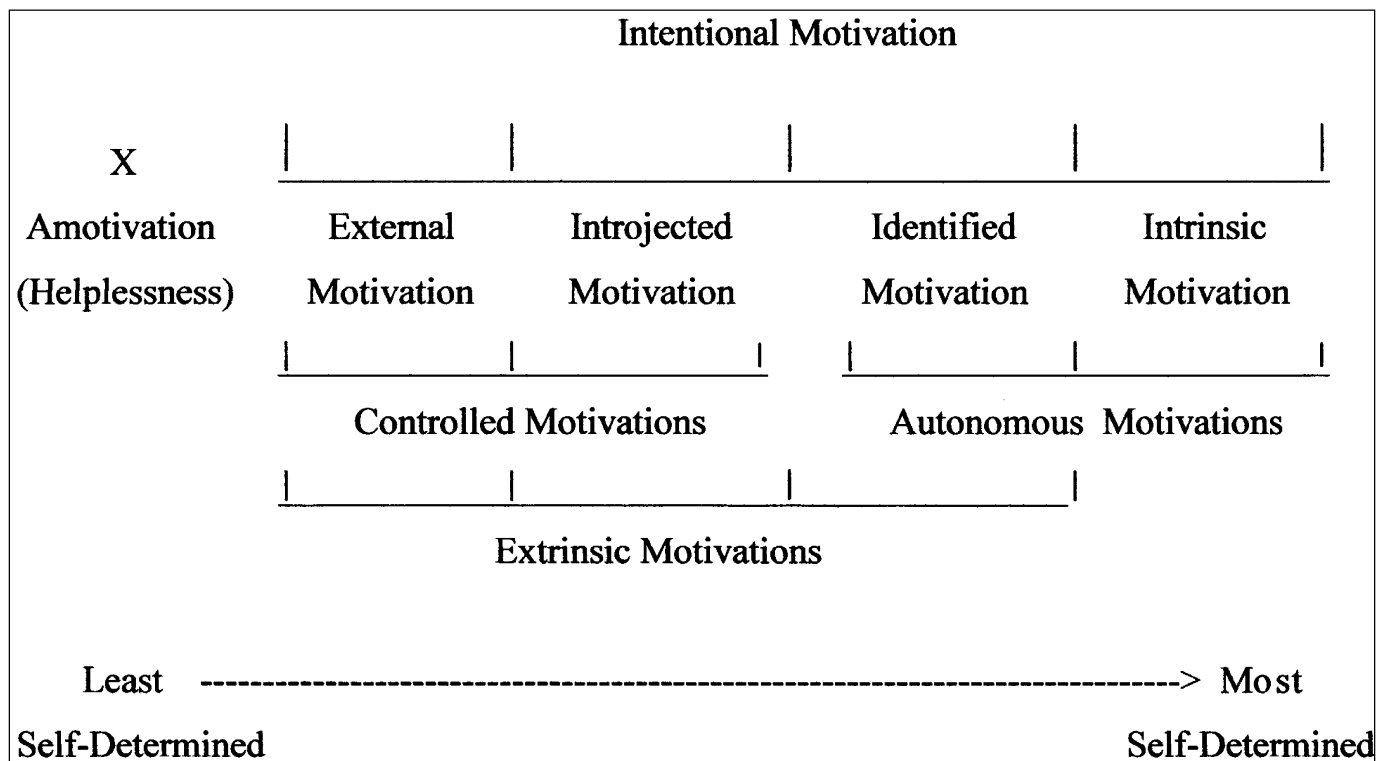 Intentional Motivation
X
Amotivation External Introjected Identified Intrinsic
(Helplessness) Motivation Motivation Motivation Motivation
Controlled Motivations Autonomous Motivations
Extrinsic Motivations
Least ----------------------------------------------------------------------> Most
Self-Determined Self-Determined